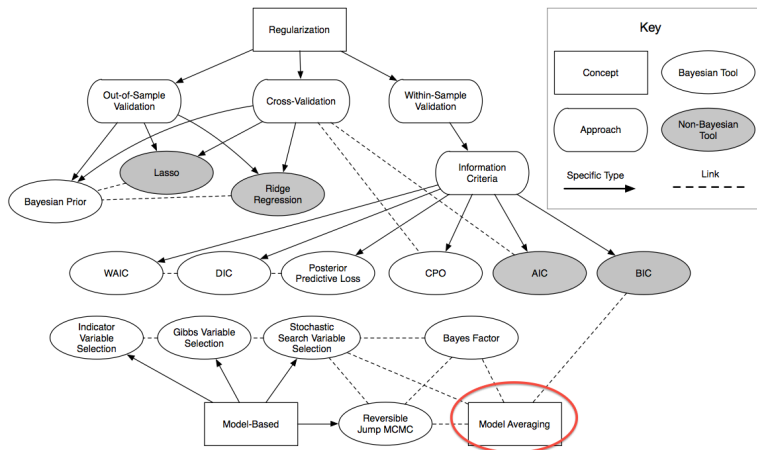 Regularization
Key
Concept
Bayesian Tool
Approach
Non-Bayesian
Tool
Specific Type
Link
Out-of-Sample
Validation
Cross-Validation
Within-Sample
Validation
Lasso
Ridge
Regression
Bayesian Prior
Information
Criteria
WAIC
DIC
Posterior
Predictive Loss
CPO
AIC
BIC
Indicator
Variable
Selection
Gibbs Variable
Selection
Stochastic
Search Variable
Selection
Bayes Factor
Model-Based
Reversible
Jump MCMC
Model Averaging